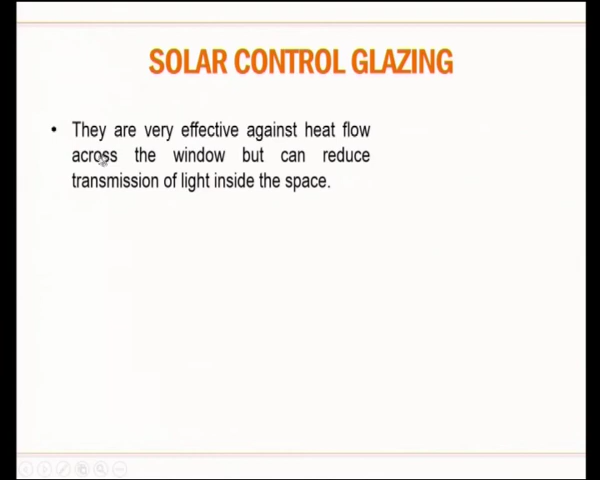 SOLAR CONTROL GLAZING
• They are very effective against heat flow
across the window but can reduce
transmission of light inside the space.